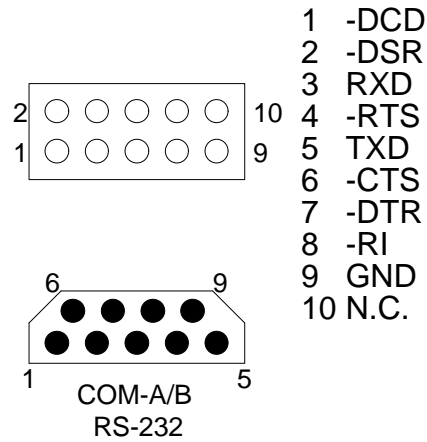 1 -DCD
2 -DSR
3 RXD
4 -RTS
5 TXD
6 -CTS
7 -DTR
8 -RI
9 GND
10 N.C.
2 10
1 9
6 9
1 5
COM-A/B
RS-232